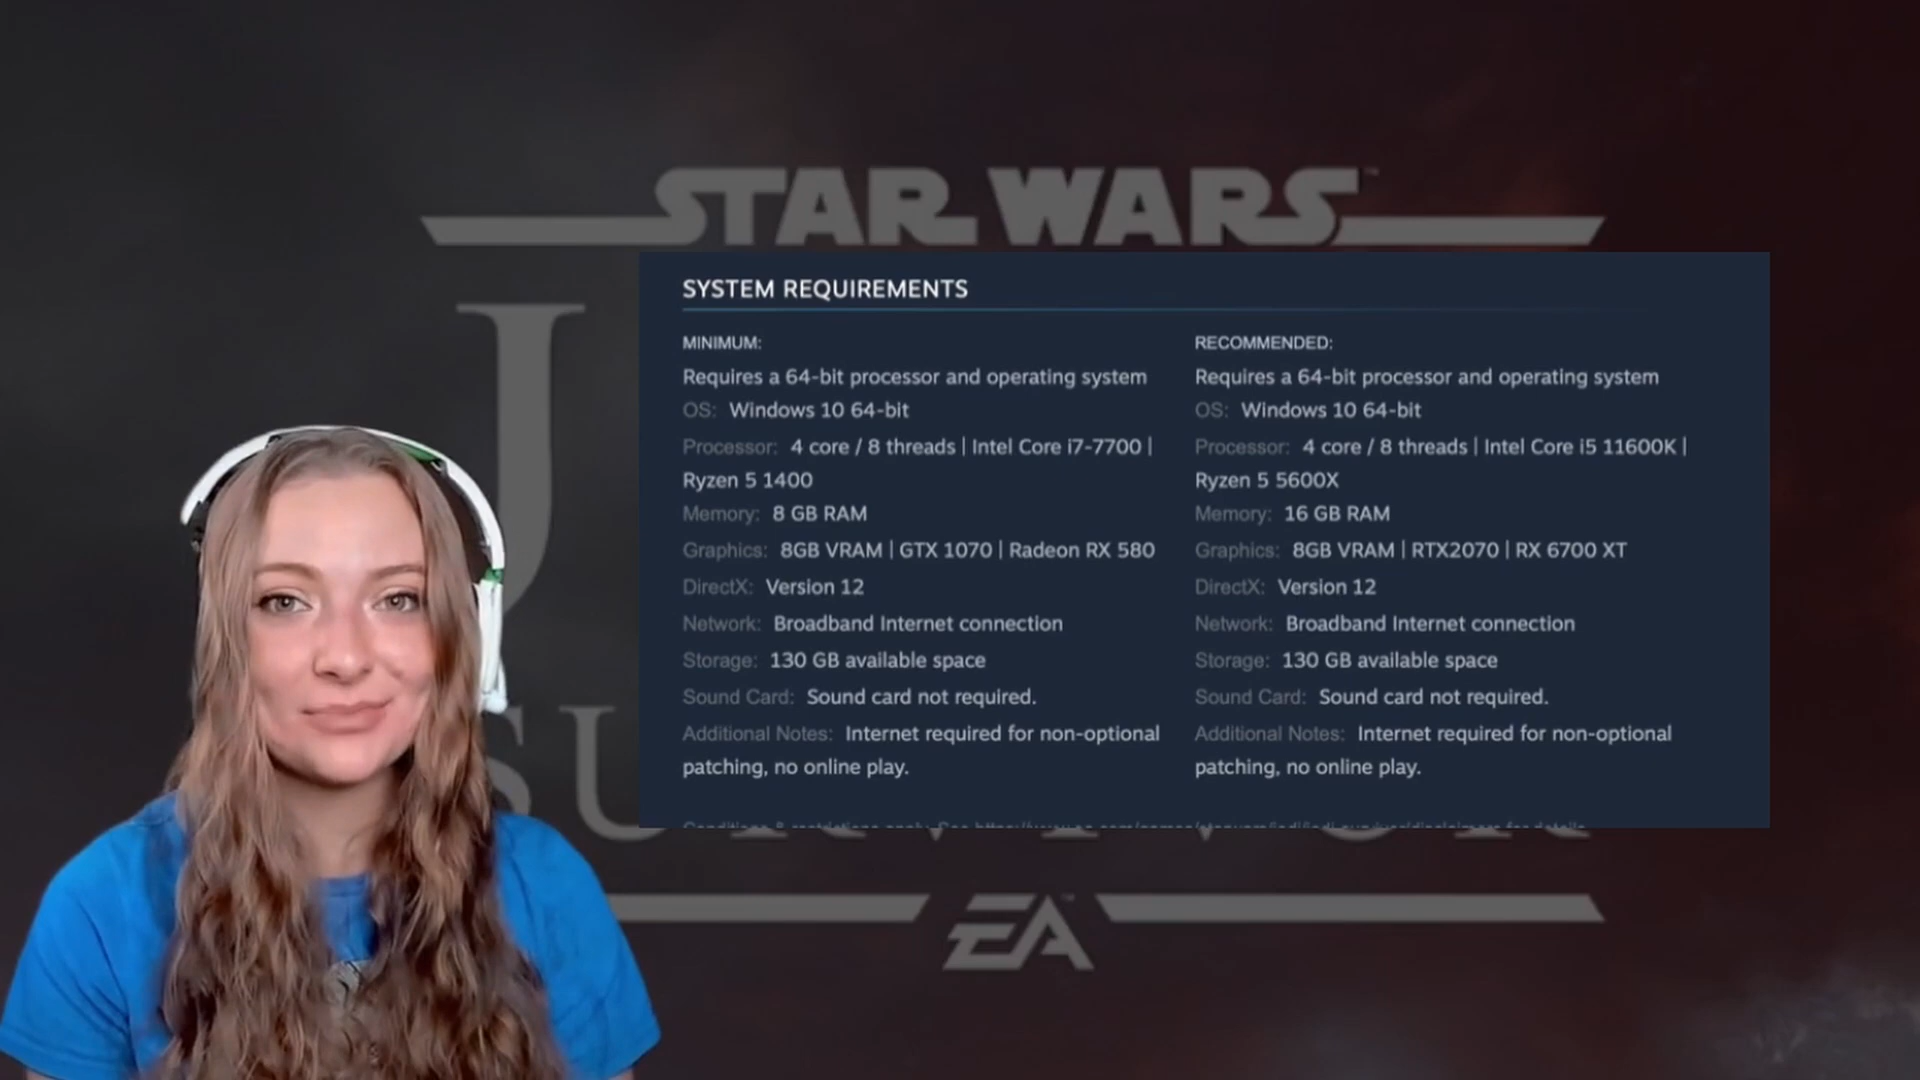 STAR WARS™
J
SYSTEM REQUIREMENTS
MINIMUM:
Requires a 64-bit processor and operating system
OS: Windows 10 64-bit
Processor: 4 core / 8 threads | Intel Core i7-7700 |
Ryzen 5 1400
Memory: 8 GB RAM
Graphics: 8GB VRAM | GTX 1070 | Radeon RX 580
DirectX: Version 12
Network: Broadband Internet connection
Storage: 130 GB available space
Sound Card: Sound card not required.
Additional Notes: Internet required for non-optional
patching, no online play.
RECOMMENDED:
Requires a 64-bit processor and operating system
OS: Windows 10 64-bit
Processor: 4 core / 8 threads | Intel Core i5 11600K |
Ryzen 5 5600X
Memory: 16 GB RAM
Graphics: 8GB VRAM | RTX2070 | RX 6700 XT
DirectX: Version 12
Network: Broadband Internet connection
Storage: 130 GB available space
Sound Card: Sound card not required.
Additional Notes: Internet required for non-optional
patching, no online play.
EA™